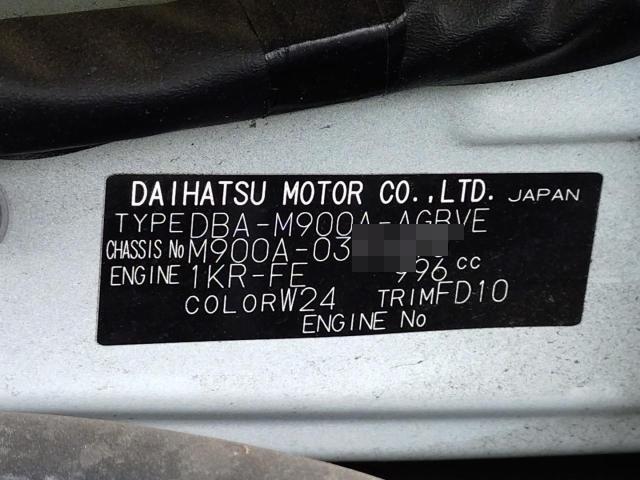 DAIHATSU MOTOR CO.,LTD. JAPAN
TYPE DBA-M900A-AGBVE
CHASSIS No M900A-03
ENGINE 1KR-FE 996 cc
COLOR W24 TRIM FD10
ENGINE No